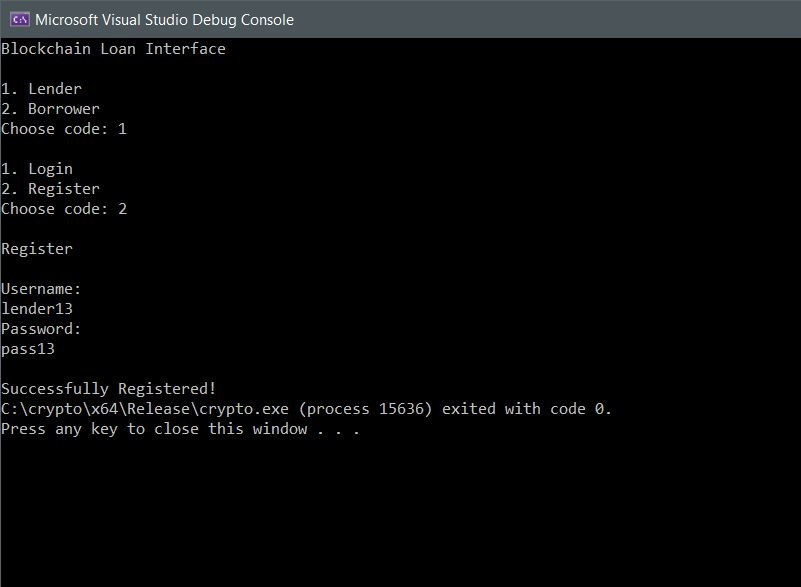 Microsoft Visual Studio Debug Console
Blockchain Loan Interface
1. Lender
2. Borrower
Choose code: 1
1. Login
2. Register
Choose code: 2
Register
Username:
lender13
Password:
pass13
Successfully Registered!
C:\crypto\x64\Release\crypto.exe (process 15636) exited with code 0.
Press any key to close this window . . .